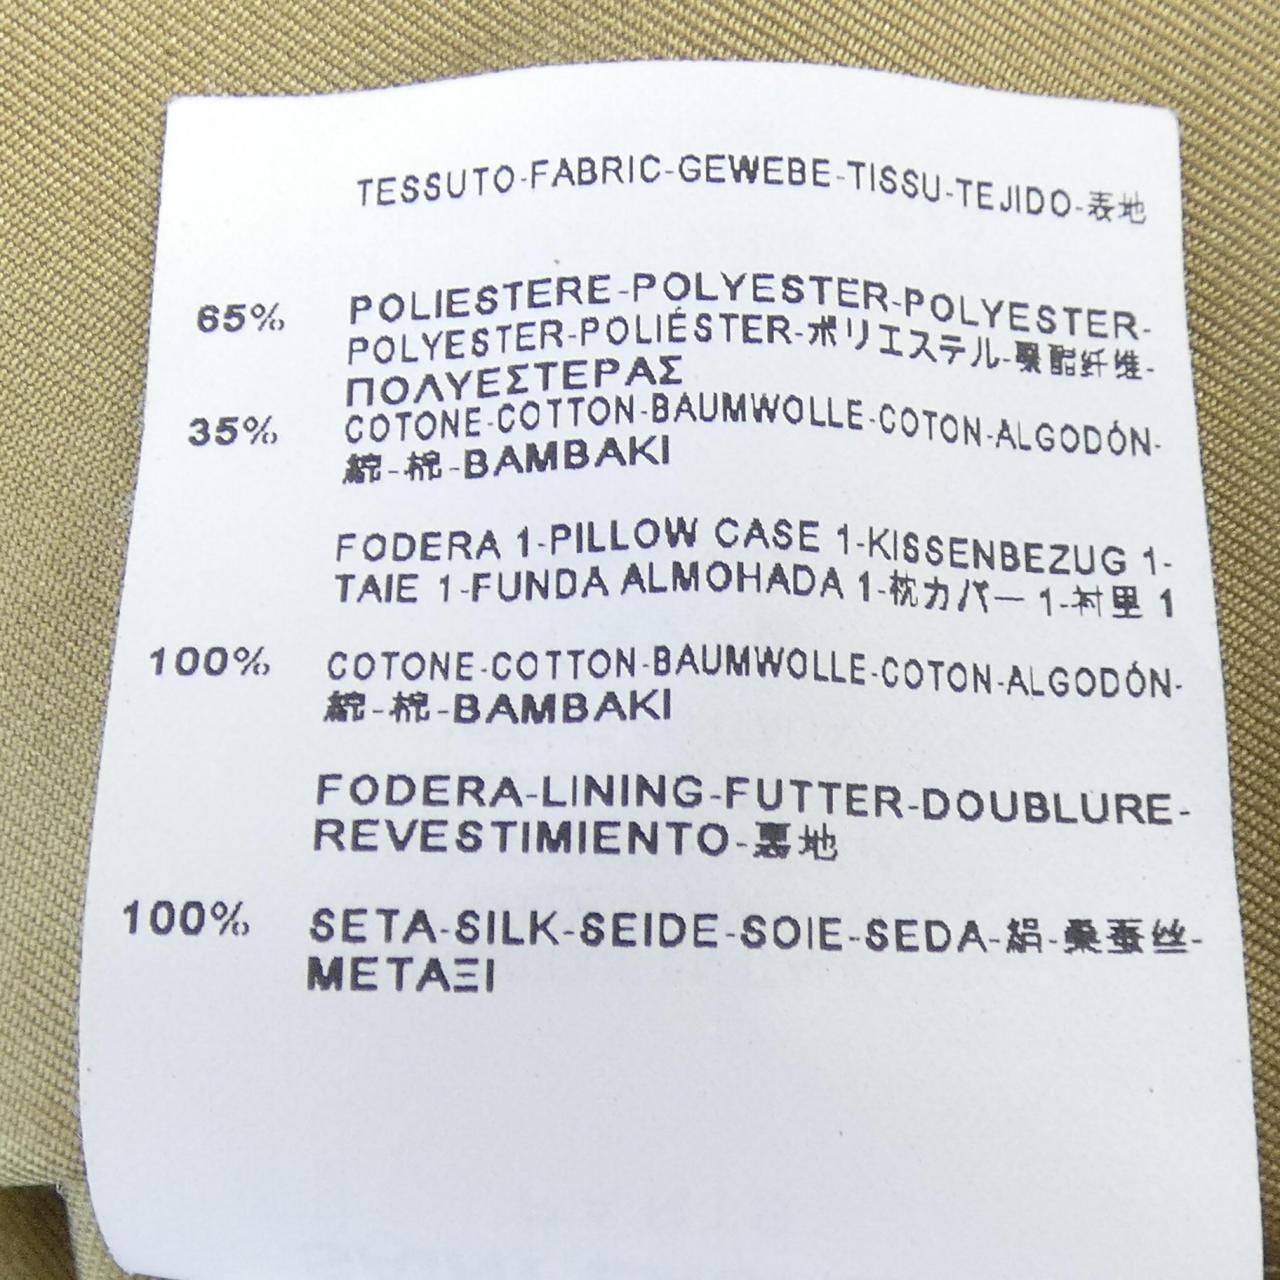 TESSUTO-FABRIC-GEWEBE-TISSU-TEJIDO-表地
65% POLIESTERE-POLYESTER-POLYESTER-
POLYESTER-POLIÉSTER-ポリエステル-聚酯纤维-
ΠΟΛΥΕΣΤΕΡΑΣ
35% COTONE-COTTON-BAUMWOLLE-COTON-ALGODÓN-
綿-棉-BAMBAKI
FODERA 1-PILLOW CASE 1-KISSENBEZUG 1-
TAIE 1-FUNDA ALMOHADA 1-枕カバー 1-衬里 1
100% COTONE-COTTON-BAUMWOLLE-COTON-ALGODÓN-
綿-棉-BAMBAKI
FODERA-LINING-FUTTER-DOUBLURE-
REVESTIMIENTO-裏地
100% SETA-SILK-SEIDE-SOIE-SEDA-絹-桑蚕丝-
ΜΕΤΑΞΙ